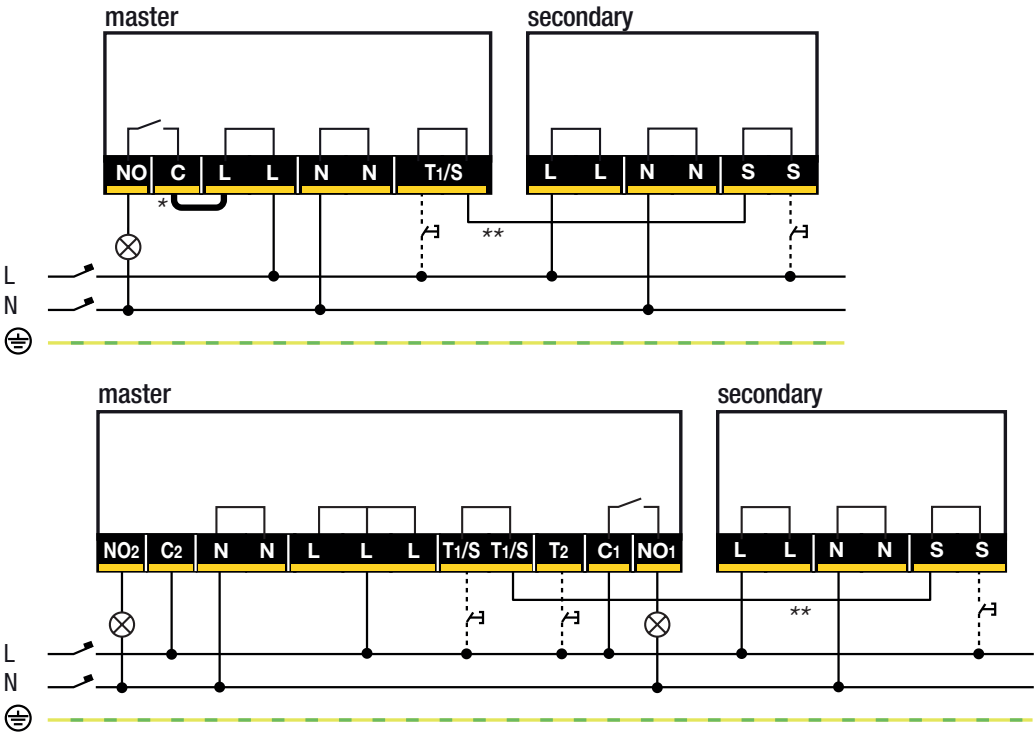 master secondary
NO C L L N N T1/S L L N N S S
*
**
L
N
master secondary
NO2 C2 N N L L L T1/S T1/S T2 C1 NO1 L L N N S S
**
L
N